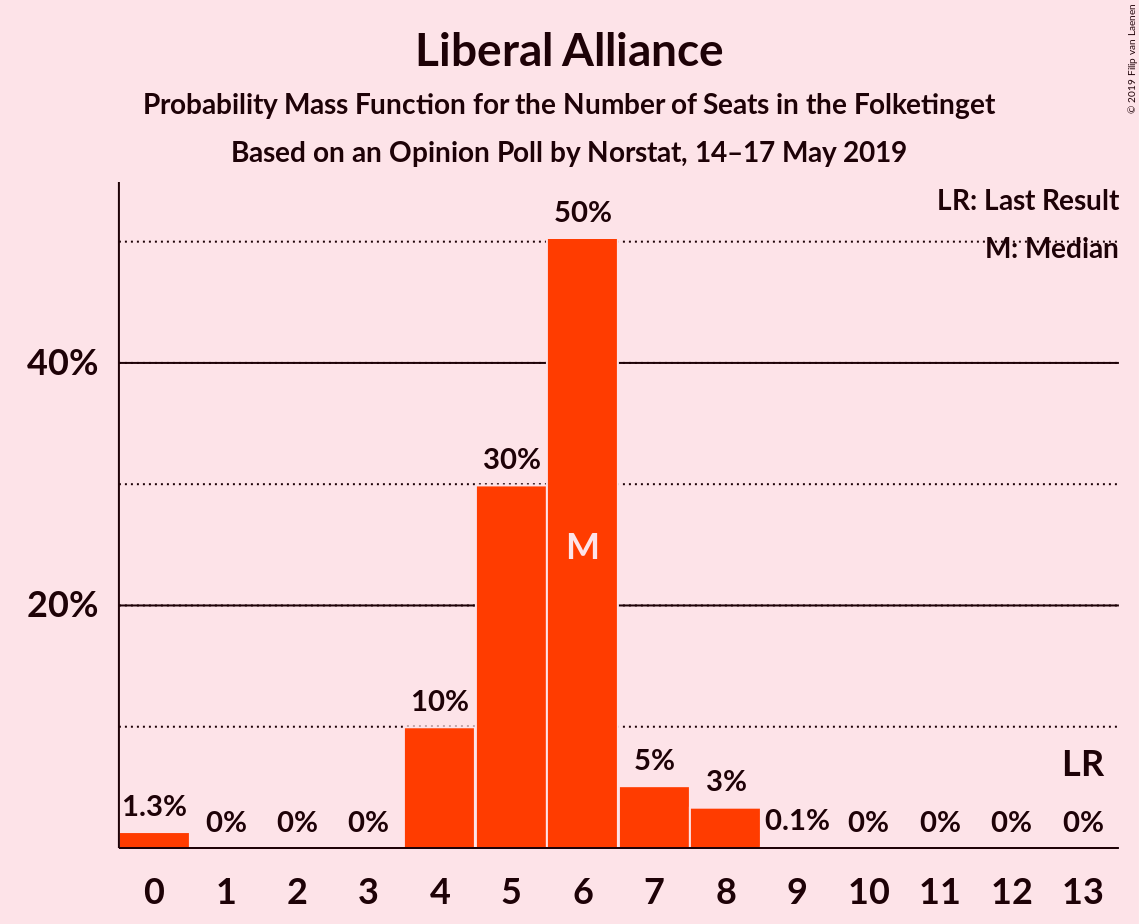 Liberal Alliance
Probability Mass Function for the Number of Seats in the Folketinget
Based on an Opinion Poll by Norstat, 14–17 May 2019
© 2019 Filip van Laenen
LR: Last Result
M: Median
50%
40%
30%
M
20%
10%
5%
3%
LR
1.3%
0%
0%
0%
0.1%
0%
0%
0%
0%
0 1 2 3 4 5 6 7 8 9 10 11 12 13